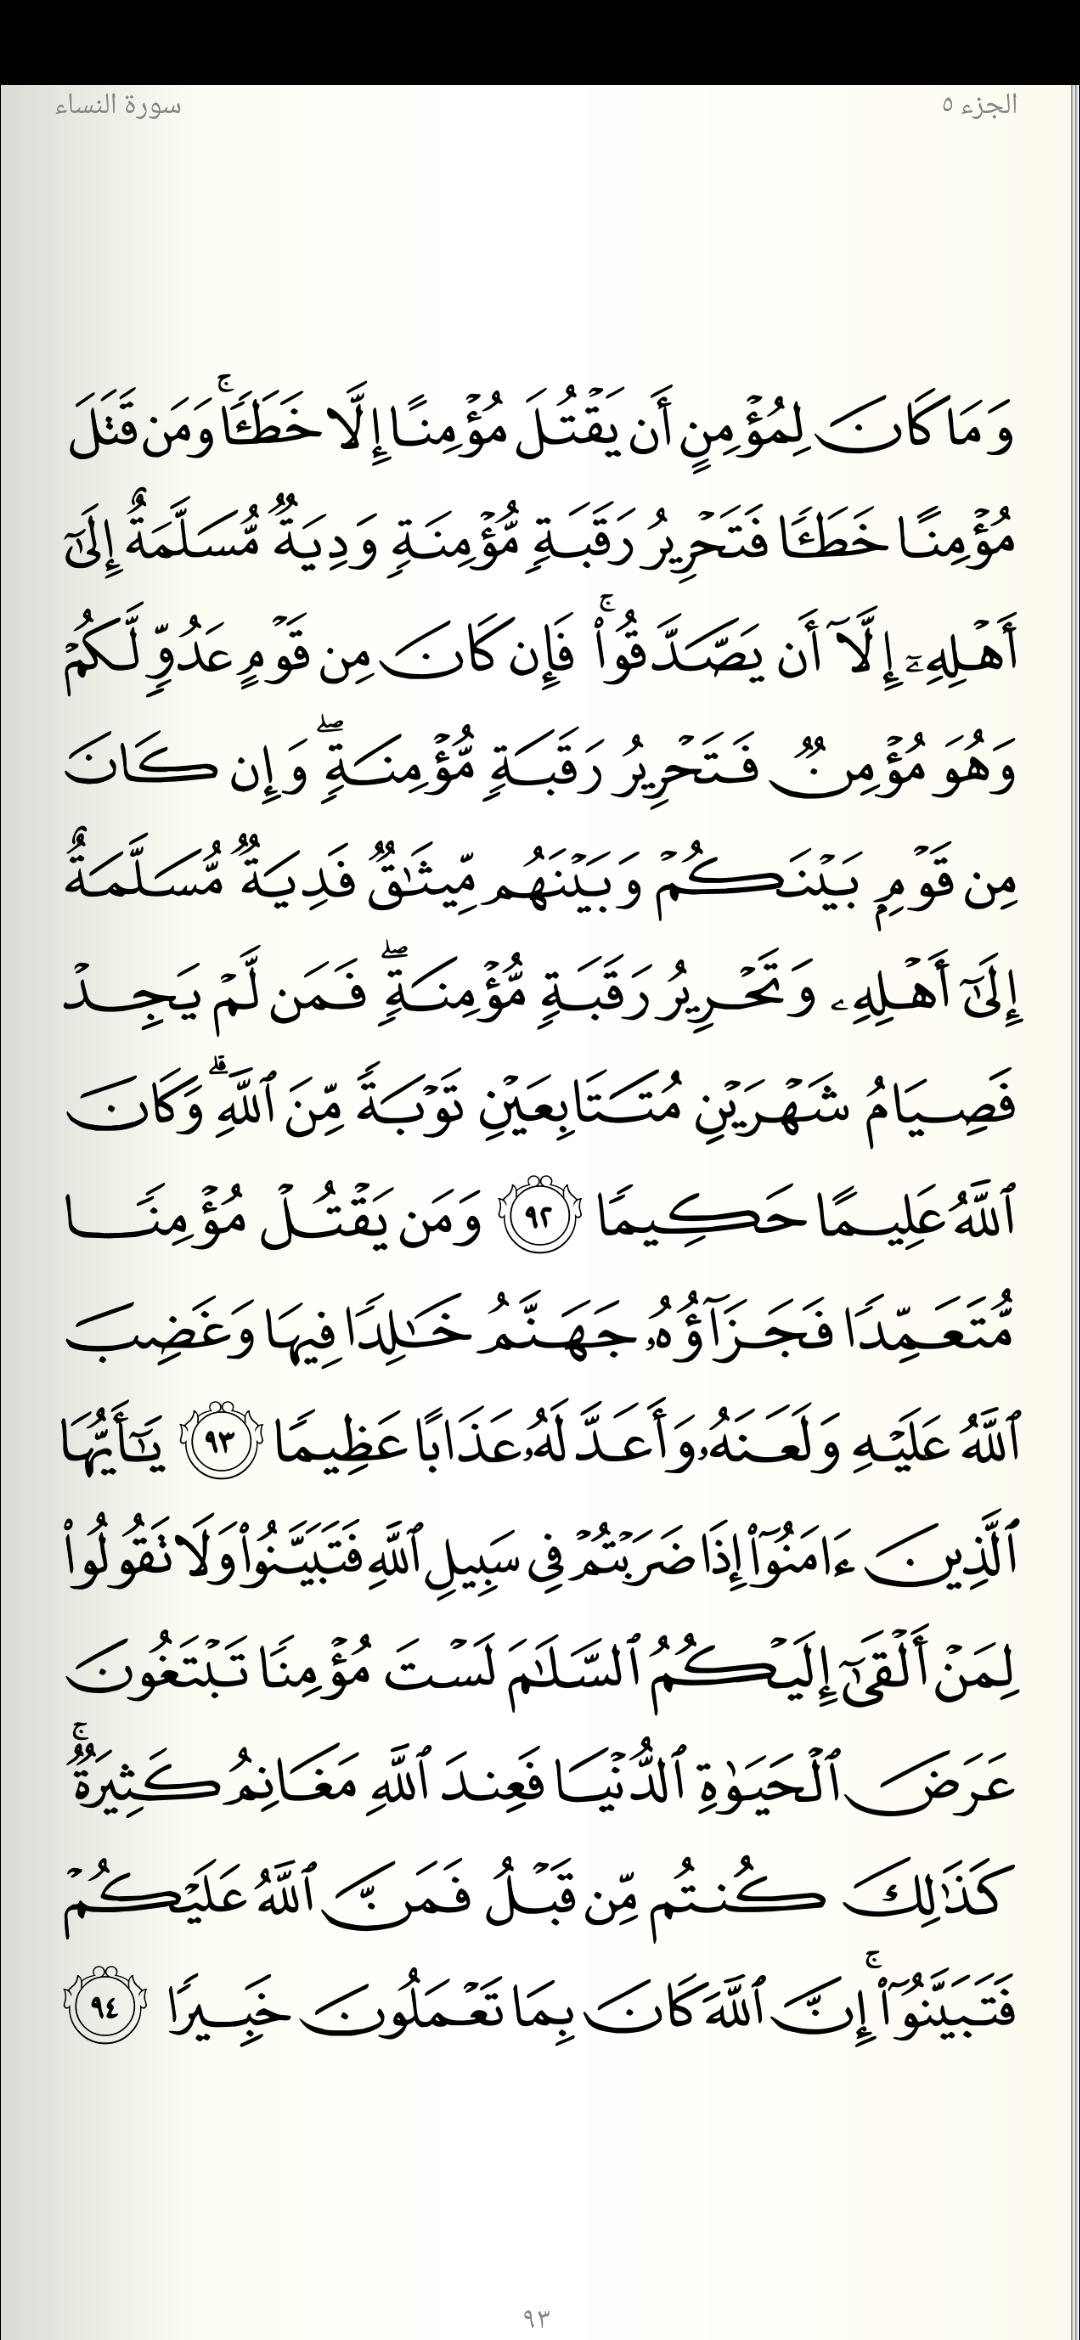 الجزء ٥
سورة النساء
وَمَا كَانَ لِمُؤْمِنٍ أَن يَقْتُلَ مُؤْمِنًا إِلَّا خَطَـًٔا ۚ وَمَن قَتَلَ
مُؤْمِنًا خَطَـًٔا فَتَحْرِيرُ رَقَبَةٍ مُّؤْمِنَةٍ وَدِيَةٌ مُّسَلَّمَةٌ إِلَىٰٓ
أَهْلِهِۦٓ إِلَّآ أَن يَصَّدَّقُوا۟ ۚ فَإِن كَانَ مِن قَوْمٍ عَدُوٍّ لَّكُمْ
وَهُوَ مُؤْمِنٌ فَتَحْرِيرُ رَقَبَةٍ مُّؤْمِنَةٍ ۖ وَإِن كَانَ
مِن قَوْمٍۭ بَيْنَكُمْ وَبَيْنَهُم مِّيثَـٰقٌ فَدِيَةٌ مُّسَلَّمَةٌ
إِلَىٰٓ أَهْلِهِۦ وَتَحْرِيرُ رَقَبَةٍ مُّؤْمِنَةٍ ۖ فَمَن لَّمْ يَجِدْ
فَصِيَامُ شَهْرَيْنِ مُتَتَابِعَيْنِ تَوْبَةً مِّنَ ٱللَّهِ ۗ وَكَانَ
ٱللَّهُ عَلِيمًا حَكِيمًا ٩٢ وَمَن يَقْتُلْ مُؤْمِنًا
مُّتَعَمِّدًا فَجَزَآؤُهُۥ جَهَنَّمُ خَـٰلِدًا فِيهَا وَغَضِبَ
ٱللَّهُ عَلَيْهِ وَلَعَنَهُۥ وَأَعَدَّ لَهُۥ عَذَابًا عَظِيمًا ٩٣ يَـٰٓأَيُّهَا
ٱلَّذِينَ ءَامَنُوٓا۟ إِذَا ضَرَبْتُمْ فِى سَبِيلِ ٱللَّهِ فَتَبَيَّنُوا۟ وَلَا تَقُولُوا۟
لِمَنْ أَلْقَىٰٓ إِلَيْكُمُ ٱلسَّلَـٰمَ لَسْتَ مُؤْمِنًا تَبْتَغُونَ
عَرَضَ ٱلْحَيَوٰةِ ٱلدُّنْيَا فَعِندَ ٱللَّهِ مَغَانِمُ كَثِيرَةٌ ۚ
كَذَٰلِكَ كُنتُم مِّن قَبْلُ فَمَنَّ ٱللَّهُ عَلَيْكُمْ
فَتَبَيَّنُوٓا۟ ۚ إِنَّ ٱللَّهَ كَانَ بِمَا تَعْمَلُونَ خَبِيرًا ٩٤
٩٣